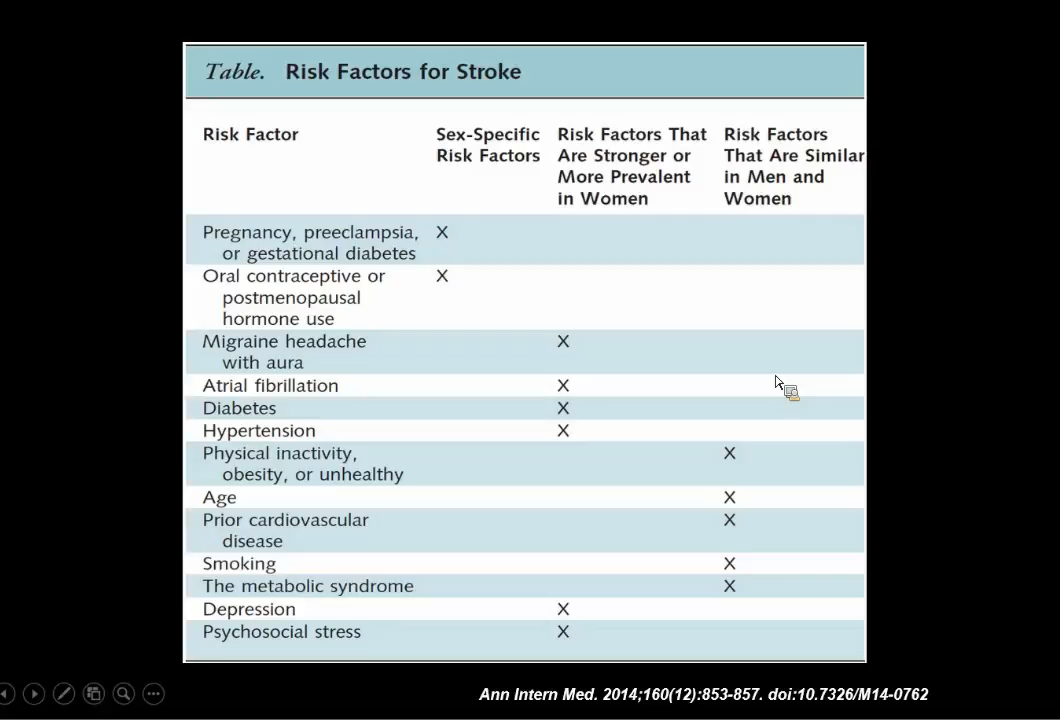 Table. Risk Factors for Stroke
Risk Factor
Sex-Specific
Risk Factors
Risk Factors That
Are Stronger or
More Prevalent
in Women
Risk Factors
That Are Similar
in Men and
Women
Pregnancy, preeclampsia, X
or gestational diabetes
Oral contraceptive or X
postmenopausal
hormone use
Migraine headache X
with aura
Atrial fibrillation X
Diabetes X
Hypertension X
Physical inactivity, X
obesity, or unhealthy
Age X
Prior cardiovascular X
disease
Smoking X
The metabolic syndrome X
Depression X
Psychosocial stress X
Ann Intern Med. 2014;160(12):853-857. doi:10.7326/M14-0762